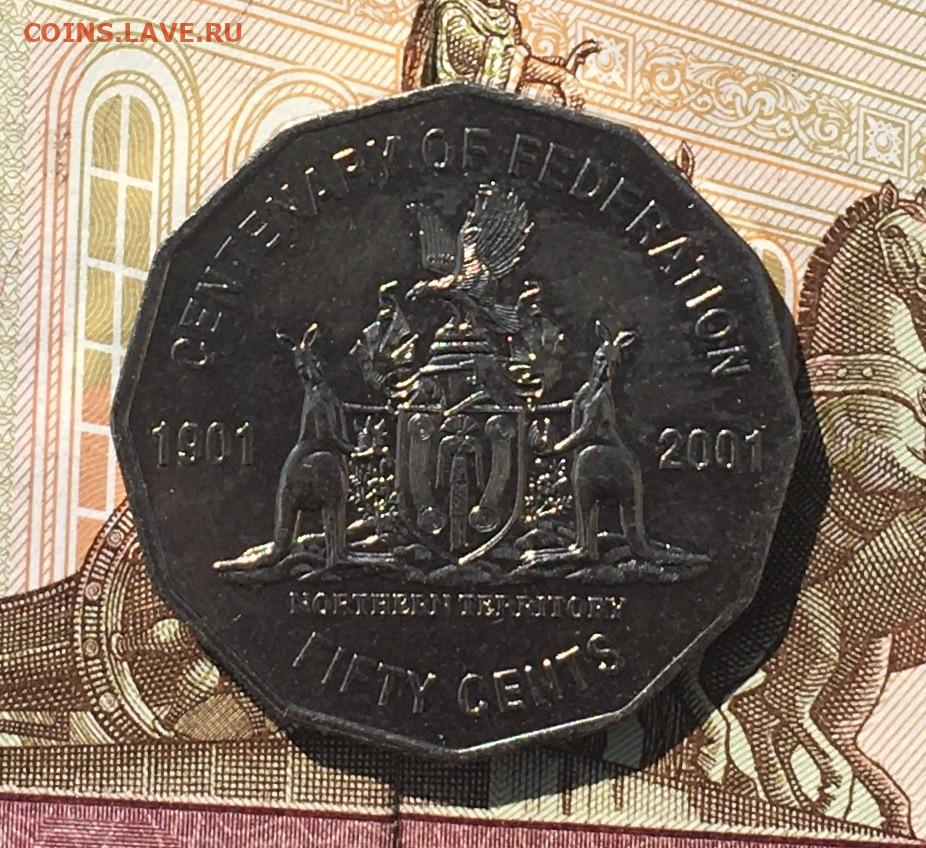 COINS.LAVE.RU
CENTENARY OF FEDERATION
1901
2001
NORTHERN TERRITORY
FIFTY CENTS